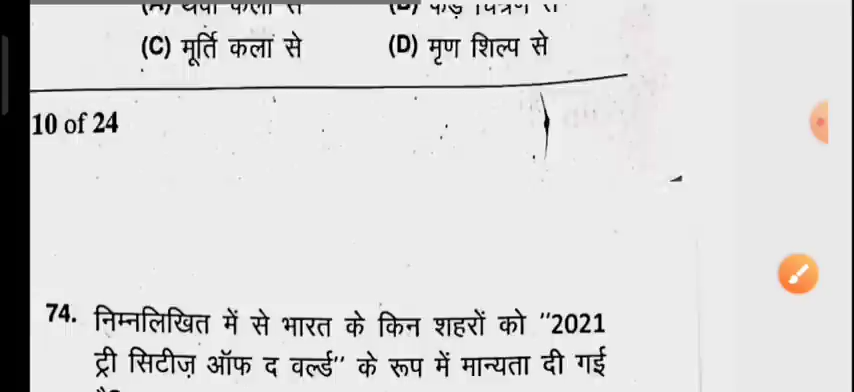 (C) मूर्ति कला से (D) मृण शिल्प से
10 of 24
74. निम्नलिखित में से भारत के किन शहरों को "2021
ट्री सिटीज़ ऑफ द वर्ल्ड" के रूप में मान्यता दी गई